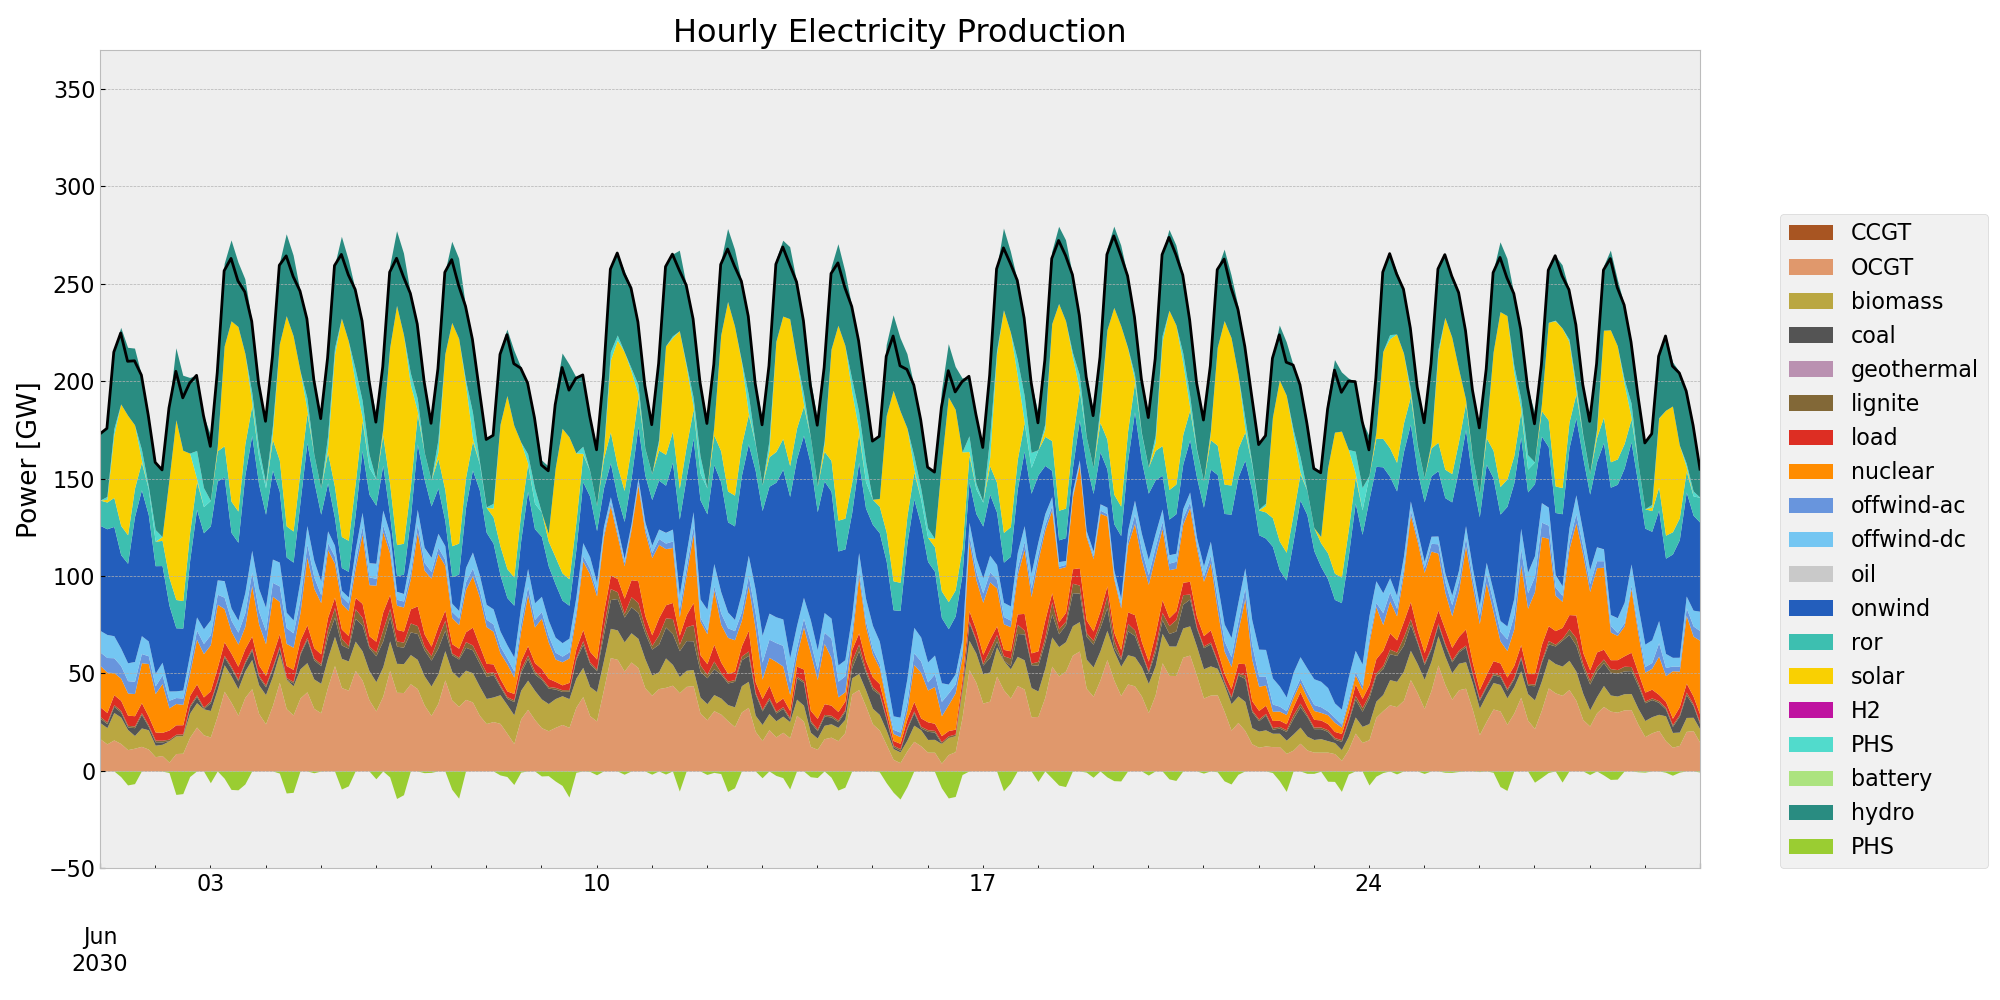 Hourly Electricity Production
Power [GW]
350
300
250
200
150
100
50
0
−50
03
10
17
24
Jun
2030
CCGT
OCGT
biomass
coal
geothermal
lignite
load
nuclear
offwind-ac
offwind-dc
oil
onwind
ror
solar
H2
PHS
battery
hydro
PHS